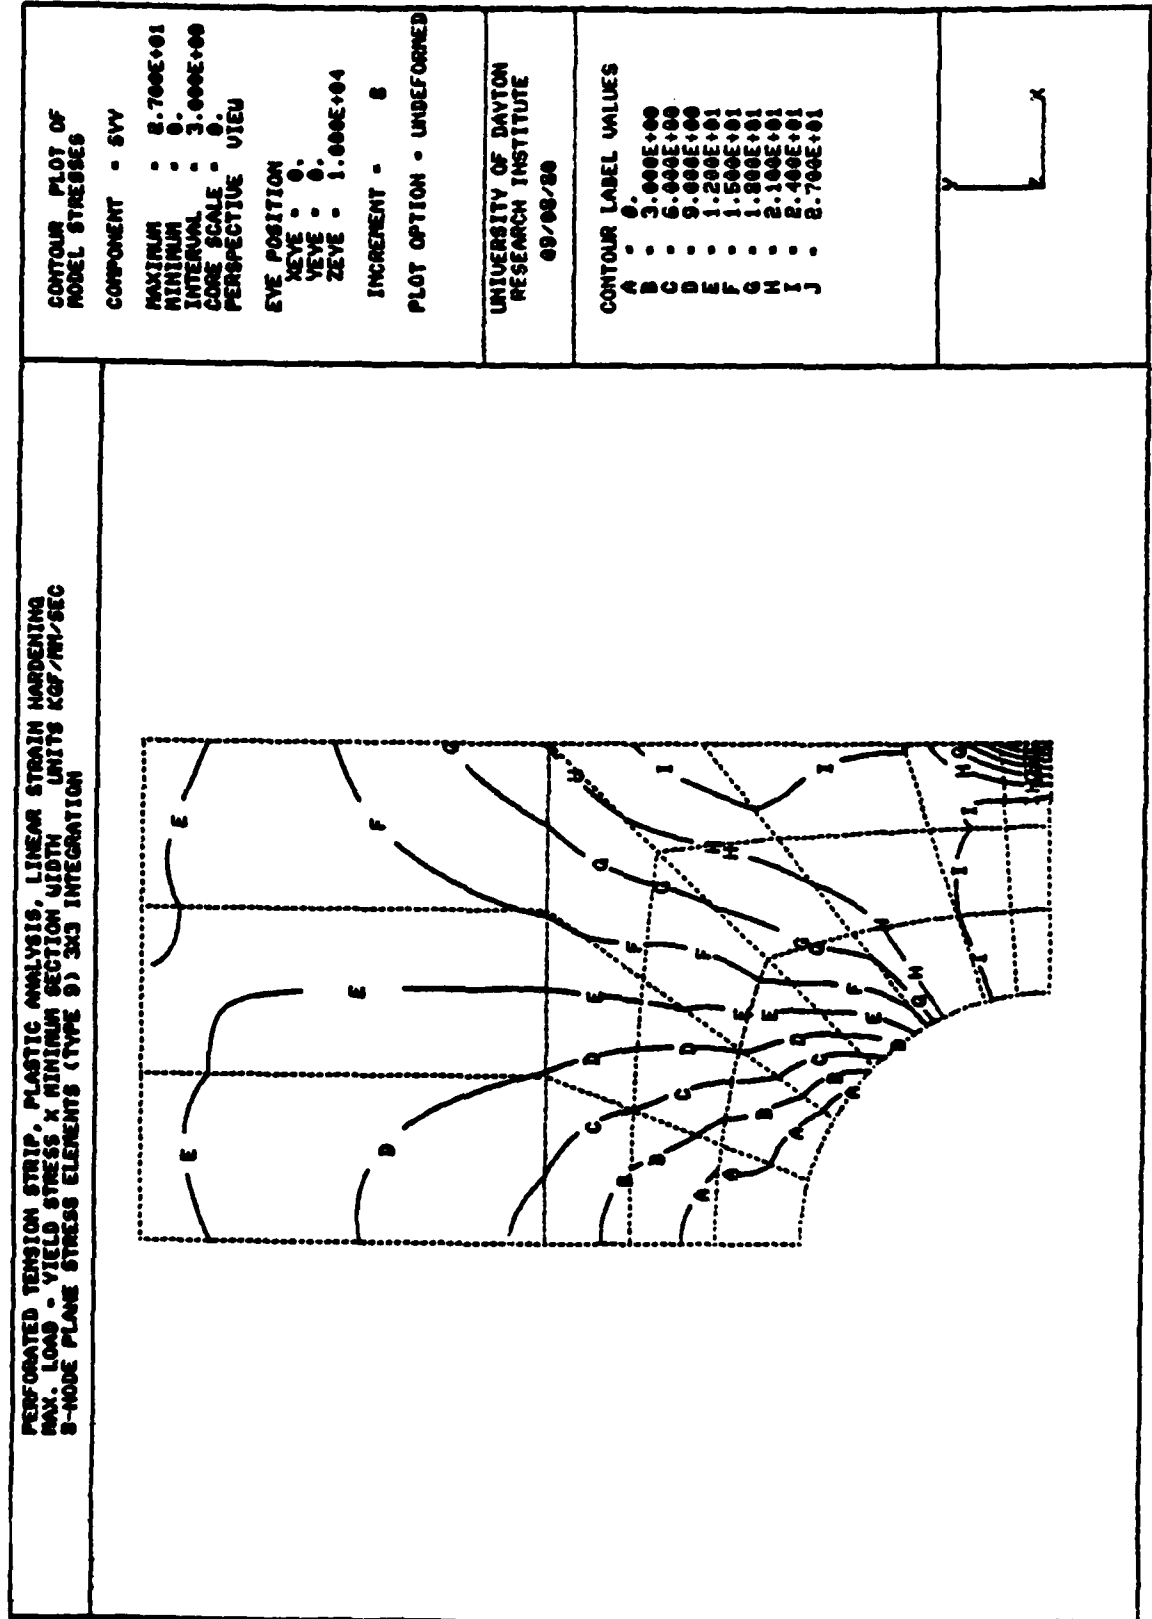 PERFORATED TENSION STRIP, PLASTIC ANALYSIS, LINEAR STRAIN HARDENING
MAX. LOAD = YIELD STRESS X MINIMUM SECTION WIDTH   UNITS KGF/MM/SEC
8-NODE PLANE STRESS ELEMENTS (TYPE 9) 3X3 INTEGRATION
CONTOUR PLOT OF
MODEL STRESSES
COMPONENT = SYY
MAXIMUM = 2.700E+01
MINIMUM = 0.
INTERVAL = 3.000E+00
CORE SCALE = 0.
PERSPECTIVE VIEW
EYE POSITION
XEYE = 0.
YEYE = 0.
ZEYE = 1.000E+04
INCREMENT = 8
PLOT OPTION = UNDEFORMED
UNIVERSITY OF DAYTON
RESEARCH INSTITUTE
09/08/80
CONTOUR LABEL VALUES
A = 0.
B = 3.000E+00
C = 6.000E+00
D = 9.000E+00
E = 1.200E+01
F = 1.500E+01
G = 1.800E+01
H = 2.100E+01
I = 2.400E+01
J = 2.700E+01
Y
Z X
E
E
E
F
G
D
H
I
G
C
E
F
D
G
H
I
B
B
C
D
E
F
H
A
A
A
B
C
D
E
F
G
H
I
I
I
H
G